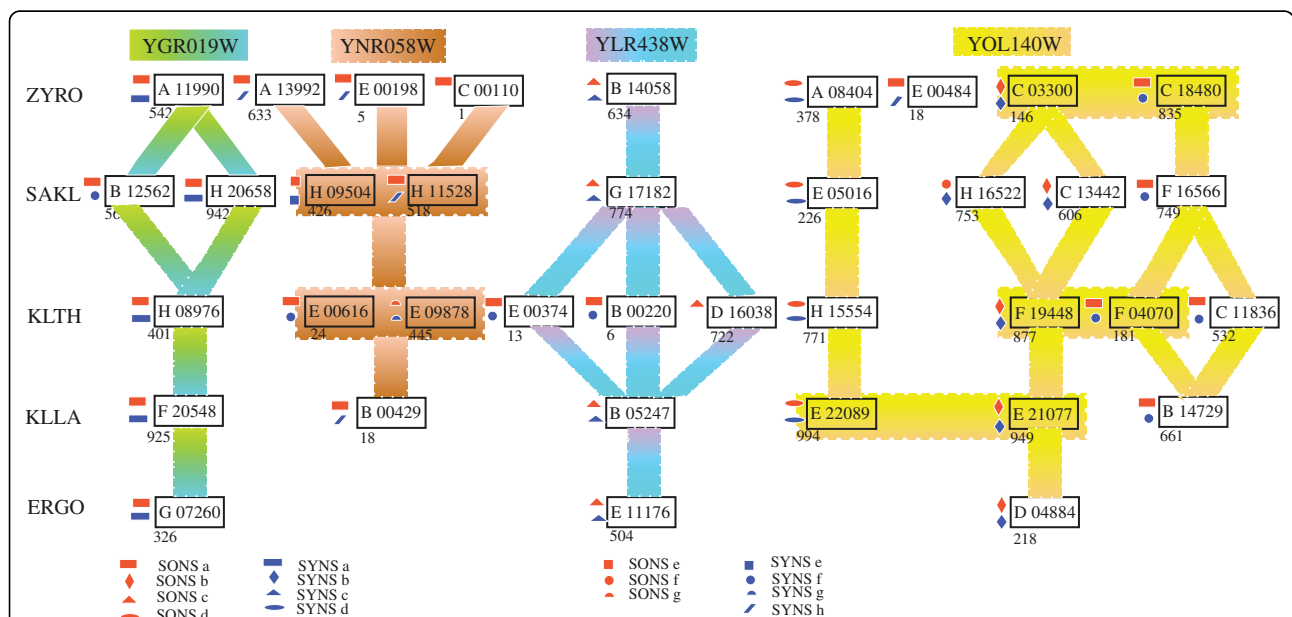 YGR019W YNR058W YLR438W YOL140W
ZYRO A 11990 A 13992 E 00198 C 00110 B 14058 A 08404 E 00484 C 03300 C 18480
542 633 5 1 634 378 18 146 835
SAKL B 12562 H 20658 H 09504 H 11528 G 17182 E 05016 H 16522 C 13442 F 16566
56 942 426 518 774 226 753 606 749
KLTH H 08976 E 00616 E 09878 E 00374 B 00220 D 16038 H 15554 F 19448 F 04070 C 11836
401 24 445 13 6 722 771 877 181 532
KLLA F 20548 B 00429 B 05247 E 22089 E 21077 B 14729
925 18 774 994 949 661
ERGO G 07260 E 11176 D 04884
326 504 218
SONS a SYNS a SONS e SYNS e
SONS b SYNS b SONS f SYNS f
SONS c SYNS c SONS g SYNS g
SONS d SYNS d SYNS h